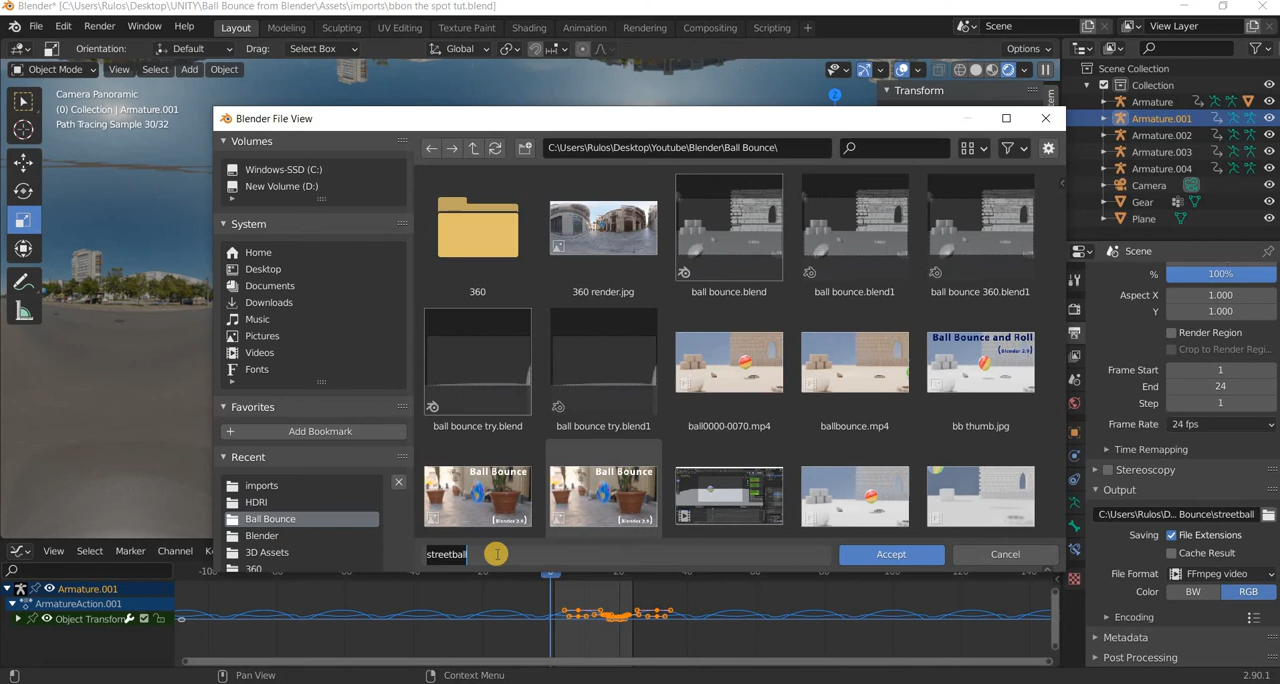 Blender* [C:\Users\Rulos\Desktop\UNITY\Ball Bounce from Blender\Assets\imports\bbon the spot tut.blend]
File Edit Render Window Help Layout Modeling Sculpting UV Editing Texture Paint Shading Animation Rendering Compositing Scripting + Scene View Layer
Orientation: Default Drag: Select Box Global Options
Object Mode View Select Add Object
Camera Panoramic
(0) Collection | Armature.001
Path Tracing Sample 30/32
Z
Transform
Scene Collection
Collection
Armature
Armature.001
Armature.002
Armature.003
Armature.004
Camera
Gear
Plane
Blender File View
Volumes
Windows-SSD (C:)
New Volume (D:)
System
Home
Desktop
Documents
Downloads
Music
Pictures
Videos
Fonts
Favorites
Add Bookmark
Recent
imports
HDRI
Ball Bounce
Blender
3D Assets
360
C:\Users\Rulos\Desktop\Youtube\Blender\Ball Bounce\
360
360 render.jpg
ball bounce.blend
ball bounce.blend1
ball bounce 360.blend1
ball bounce try.blend
ball bounce try.blend1
ball0000-0070.mp4
ballbounce.mp4
Ball Bounce and Roll
(Blender 2.9)
bb thumb.jpg
Ball Bounce
(Blender 2.9)
Ball Bounce
(Blender 2.9)
streetball
Accept
Cancel
Scene
% 100%
Aspect X 1.000
Y 1.000
Render Region
Crop to Render Regi...
Frame Start 1
End 24
Step 1
Frame Rate 24 fps
Time Remapping
Stereoscopy
Output
C:\Users\Rulos\D... Bounce\streetball
Saving File Extensions
Cache Result
File Format FFmpeg video
Color BW RGB
Encoding
Metadata
Post Processing
View Select Marker Channel
Armature.001
ArmatureAction.001
Object Transform
Pan View
Context Menu
2.90.1